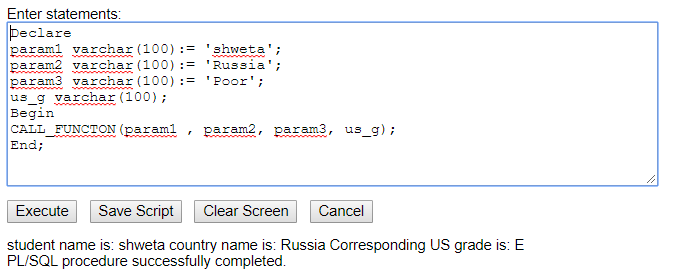 Enter statements:
Declare
param1 varchar(100):= 'shweta';
param2 varchar(100):= 'Russia';
param3 varchar(100):= 'Poor';
us_g varchar(100);
Begin
CALL_FUNCTON(param1 , param2, param3, us_g);
End;
Execute Save Script Clear Screen Cancel
student name is: shweta country name is: Russia Corresponding US grade is: E
PL/SQL procedure successfully completed.